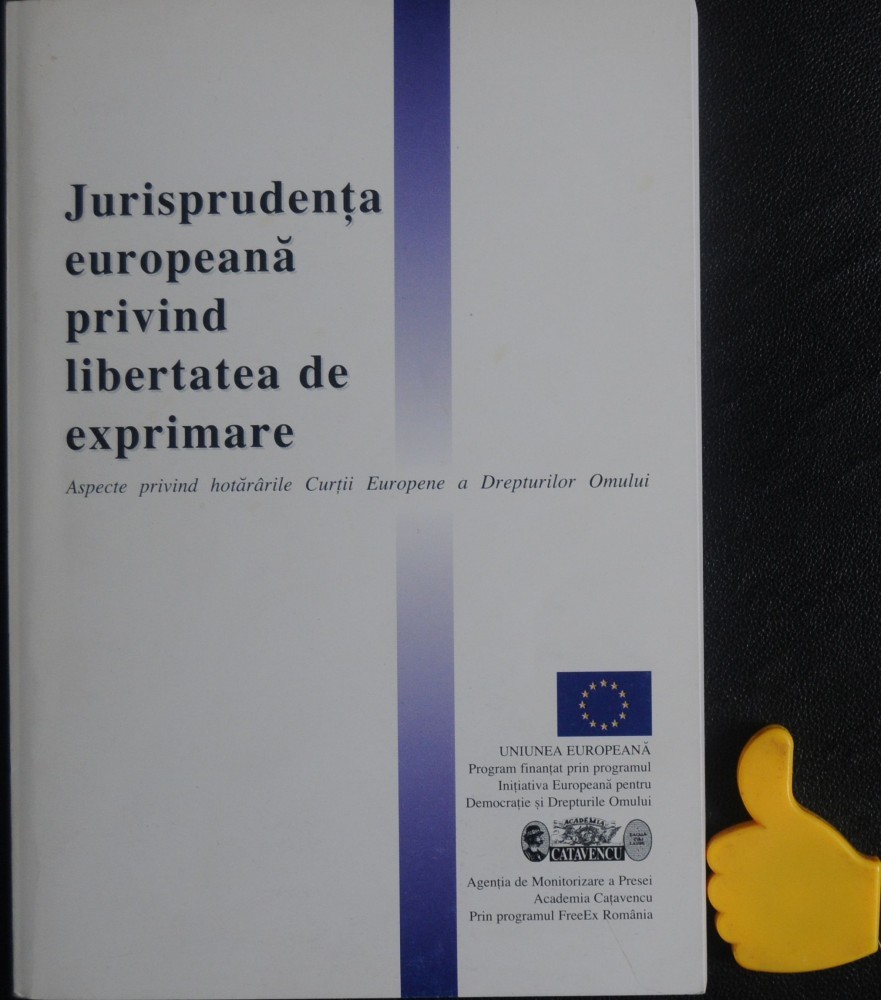 Jurisprudența
europeană
privind
libertatea de
exprimare
Aspecte privind hotărârile Curții Europene a Drepturilor Omului
UNIUNEA EUROPEANĂ
Program finanțat prin programul
Inițiativa Europeană pentru
Democrație și Drepturile Omului
ACADEMIA
CATAVENCU
Agenția de Monitorizare a Presei
Academia Cațavencu
Prin programul FreeEx România